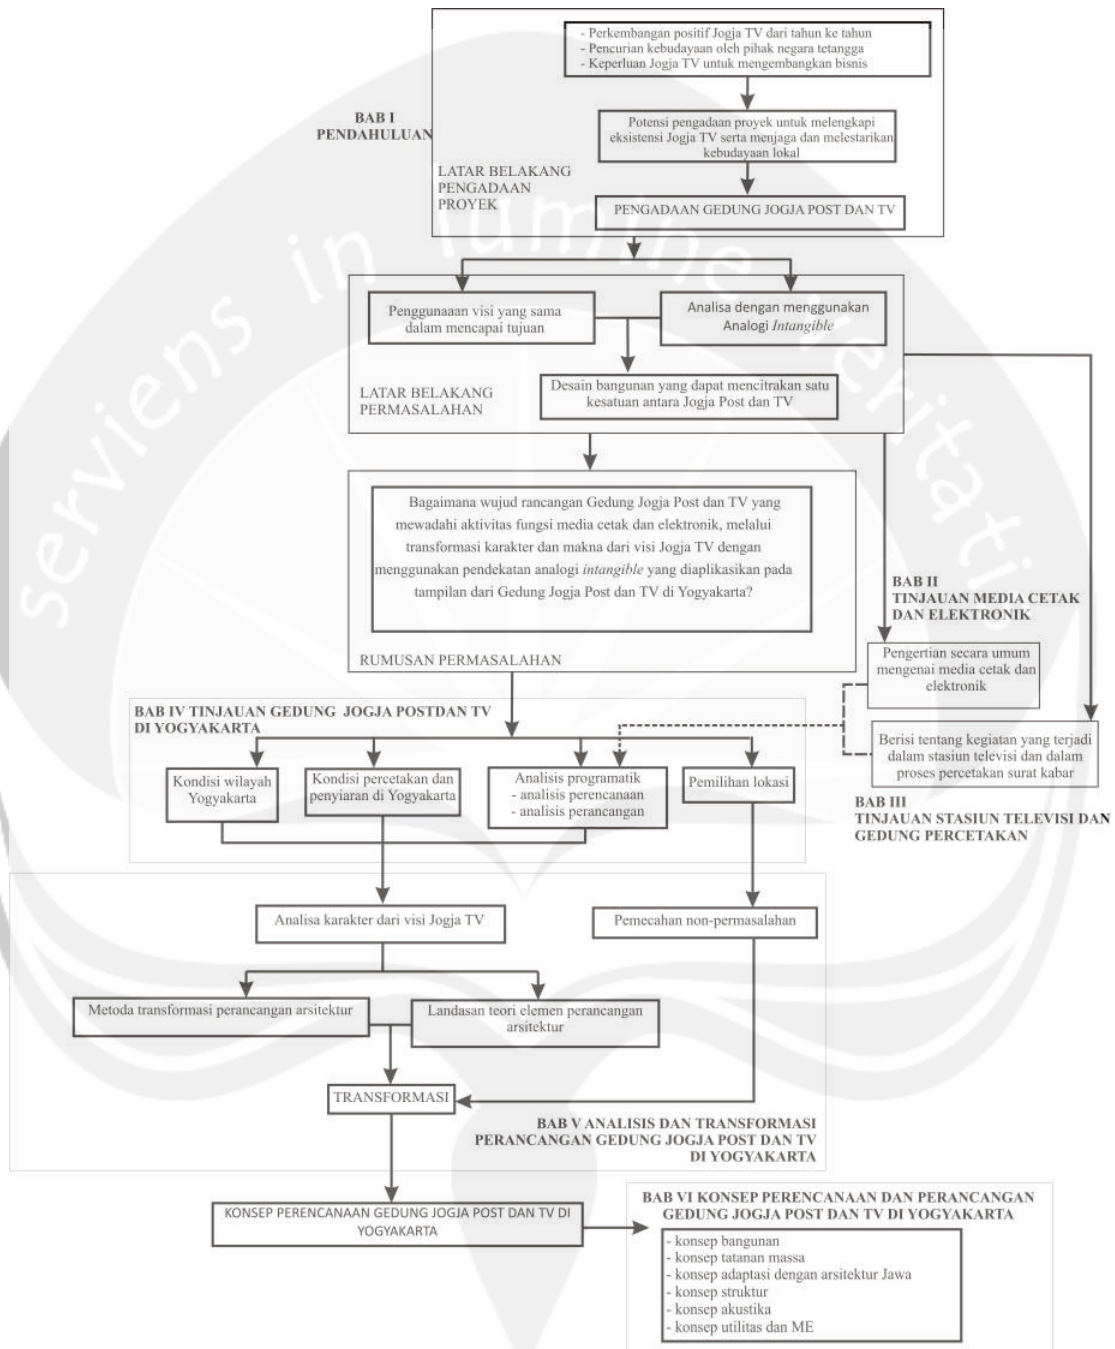 - Perkembangan positif Jogja TV dari tahun ke tahun
- Pencurian kebudayaan oleh pihak negara tetangga
- Keperluan Jogja TV untuk mengembangkan bisnis
BAB I
PENDAHULUAN
Potensi pengadaan proyek untuk melengkapi
eksistensi Jogja TV serta menjaga dan melestarikan
kebudayaan lokal
LATAR BELAKANG
PENGADAAN
PROYEK
PENGADAAN GEDUNG JOGJA POST DAN TV
Penggunaaan visi yang sama
dalam mencapai tujuan
Analisa dengan menggunakan
Analogi Intangible
LATAR BELAKANG
PERMASALAHAN
Desain bangunan yang dapat mencitrakan satu
kesatuan antara Jogja Post dan TV
Bagaimana wujud rancangan Gedung Jogja Post dan TV yang
mewadahi aktivitas fungsi media cetak dan elektronik, melalui
transformasi karakter dan makna dari visi Jogja TV dengan
menggunakan pendekatan analogi intangible yang diaplikasikan pada
tampilan dari Gedung Jogja Post dan TV di Yogyakarta?
RUMUSAN PERMASALAHAN
BAB II
TINJAUAN MEDIA CETAK
DAN ELEKTRONIK
Pengertian secara umum
mengenai media cetak dan
elektronik
Berisi tentang kegiatan yang terjadi
dalam stasiun televisi dan dalam
proses percetakan surat kabar
BAB III
TINJAUAN STASIUN TELEVISI DAN
GEDUNG PERCETAKAN
BAB IV TINJAUAN GEDUNG JOGJA POSTDAN TV
DI YOGYAKARTA
Kondisi wilayah
Yogyakarta
Kondisi percetakan dan
penyiaran di Yogyakarta
Analisis programatik
- analisis perencanaan
- analisis perancangan
Pemilihan lokasi
Analisa karakter dari visi Jogja TV
Pemecahan non-permasalahan
Metoda transformasi perancangan arsitektur
Landasan teori elemen perancangan
arsitektur
TRANSFORMASI
BAB V ANALISIS DAN TRANSFORMASI
PERANCANGAN GEDUNG JOGJA POST DAN TV
DI YOGYAKARTA
KONSEP PERENCANAAN GEDUNG JOGJA POST DAN TV DI
YOGYAKARTA
BAB VI KONSEP PERENCANAAN DAN PERANCANGAN
GEDUNG JOGJA POST DAN TV DI YOGYAKARTA
- konsep bangunan
- konsep tatanan massa
- konsep adaptasi dengan arsitektur Jawa
- konsep struktur
- konsep akustika
- konsep utilitas dan ME
serviens in lumine veritatis